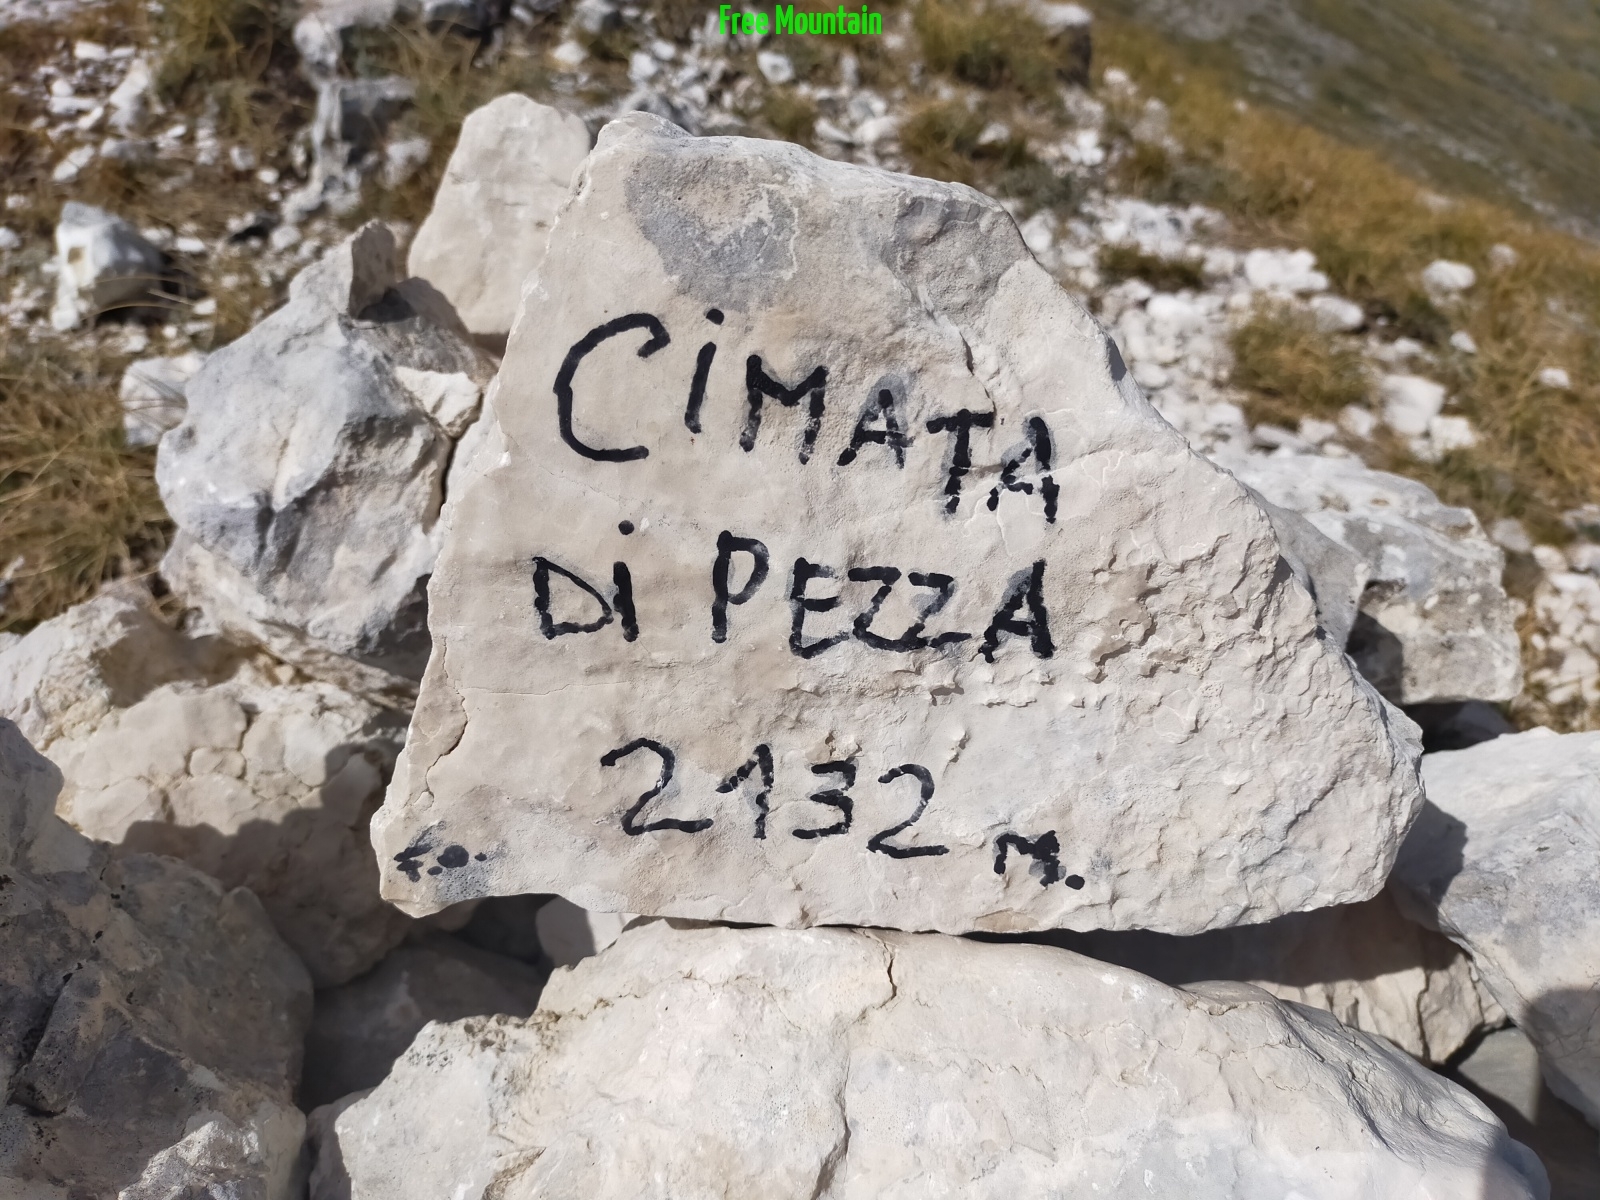 Free Mountain
CiMATA
Di PEZZA
2132 m.